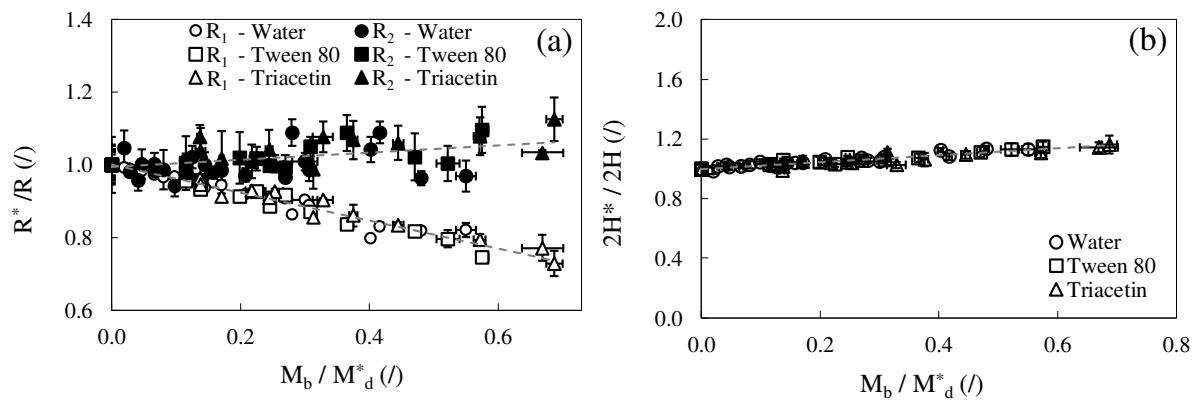 R₁ - Water R₂ - Water (a)
R₁ - Tween 80 R₂ - Tween 80
R₁ - Triacetin R₂ - Triacetin
1.4
1.2
1.0
0.8
0.6
0.0 0.2 0.4 0.6
R* /R (/)
M_b / M*_d (/)
(b)
2.0
1.6
1.2
0.8
0.4
0.0
0.0 0.2 0.4 0.6 0.8
2H* / 2H (/)
Water
Tween 80
Triacetin
M_b / M*_d (/)